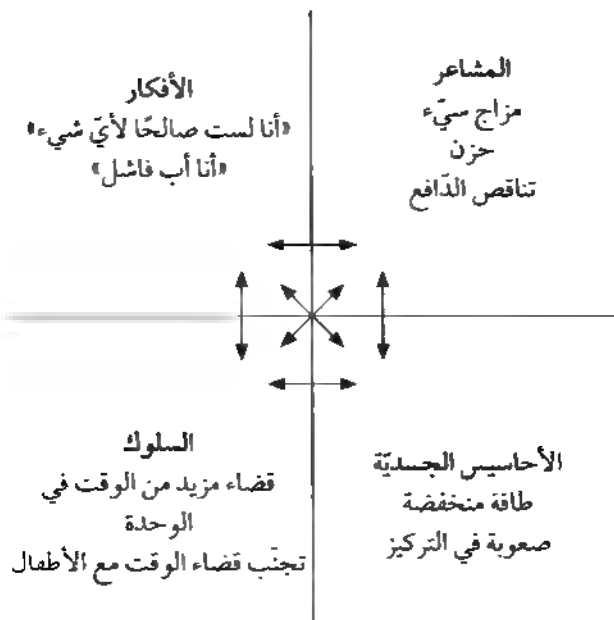 المشاعر
مزاج سيّء
حزن
تناقص الدّافع
الأفكار
«أنا لست صالحًا لأيّ شيء»
«أنا أب فاشل»
الأحاسيس الجسديّة
طاقة منخفضة
صعوبة في التركيز
السلوك
قضاء مزيد من الوقت في
الوحدة
تجنّب قضاء الوقت مع الأطفال